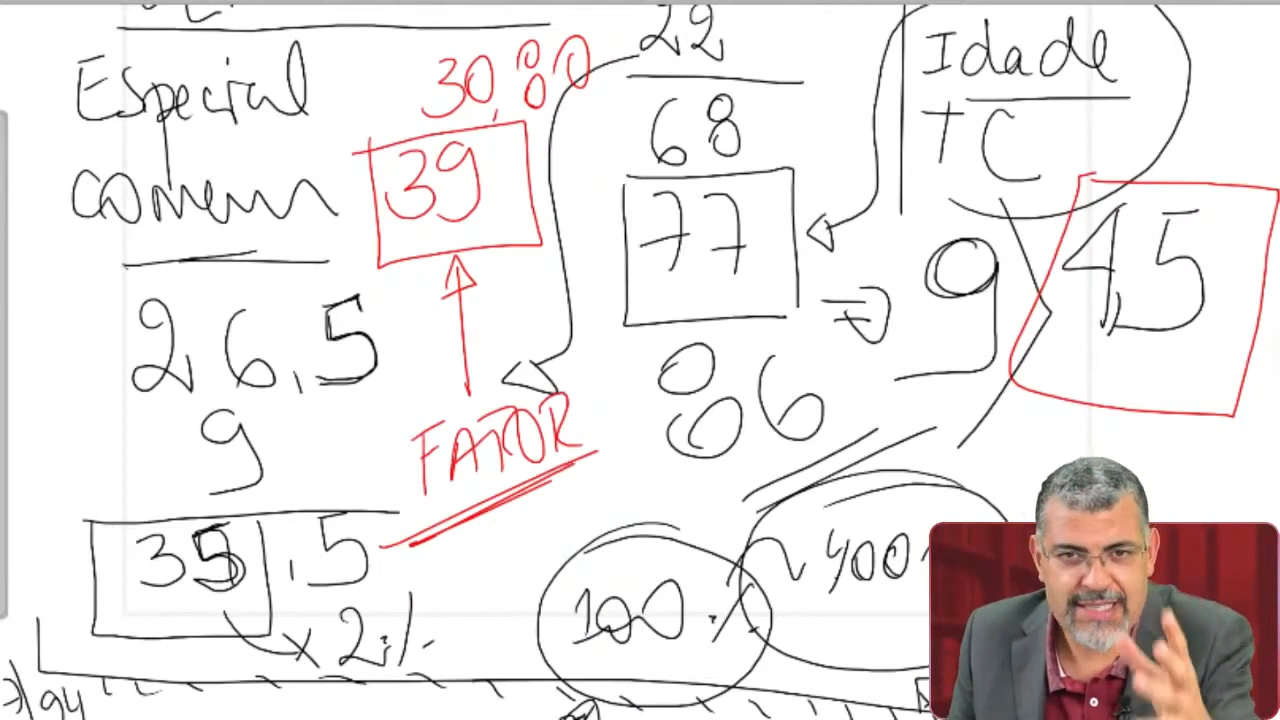 22
Idade
Especial 30,80
68 TC
comum 39
77
26,5 9 4,5
9 86
FATOR
35,5
400
100%
x 2%
94